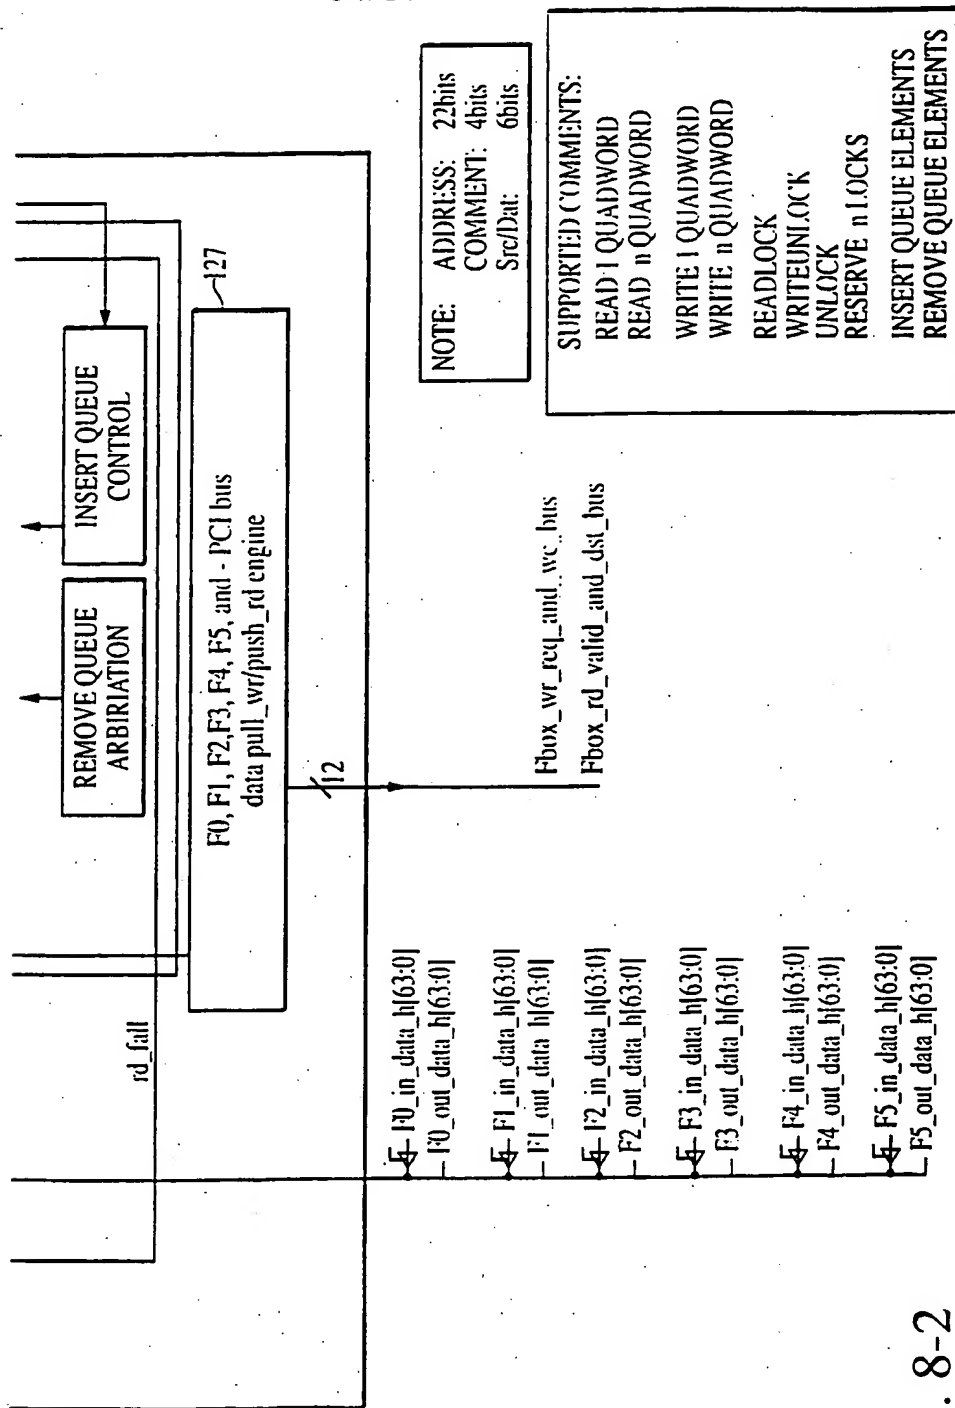 REMOVE QUEUE
ARBIRIATION
INSERT QUEUE
CONTROL
rd_fall
F0, F1, F2,F3, F4, F5, and - PCI bus
data pull_wr/push_rd engine
127
12
F0_in_data_h[63:0]
F0_out_data_h[63:0]
F1_in_data_h[63:0]
F1_out_data h[63:0]
F2_in_data_h[63:0]
F2_out_data_h[63:0]
F3_in_data_h[63:0]
F3_out_data_h[63:0]
F4_in_data_h[63:0]
F4_out_data_h[63:0]
F5_in_data_h[63:0]
F5_out_data_h[63:0]
Fbox_wr_req_and_wc_bus
Fbox_rd_valid_and_dst_bus
NOTE: ADDRESS: 22bits
COMMENT: 4bits
Src/Dat: 6bits
SUPPORTED COMMENTS:
READ 1 QUADWORD
READ n QUADWORD
WRITE 1 QUADWORD
WRITE n QUADWORD
READLOCK
WRITEUNLOCK
UNLOCK
RESERVE n LOCKS
INSERT QUEUE ELEMENTS
REMOVE QUEUE ELEMENTS
. 8-2